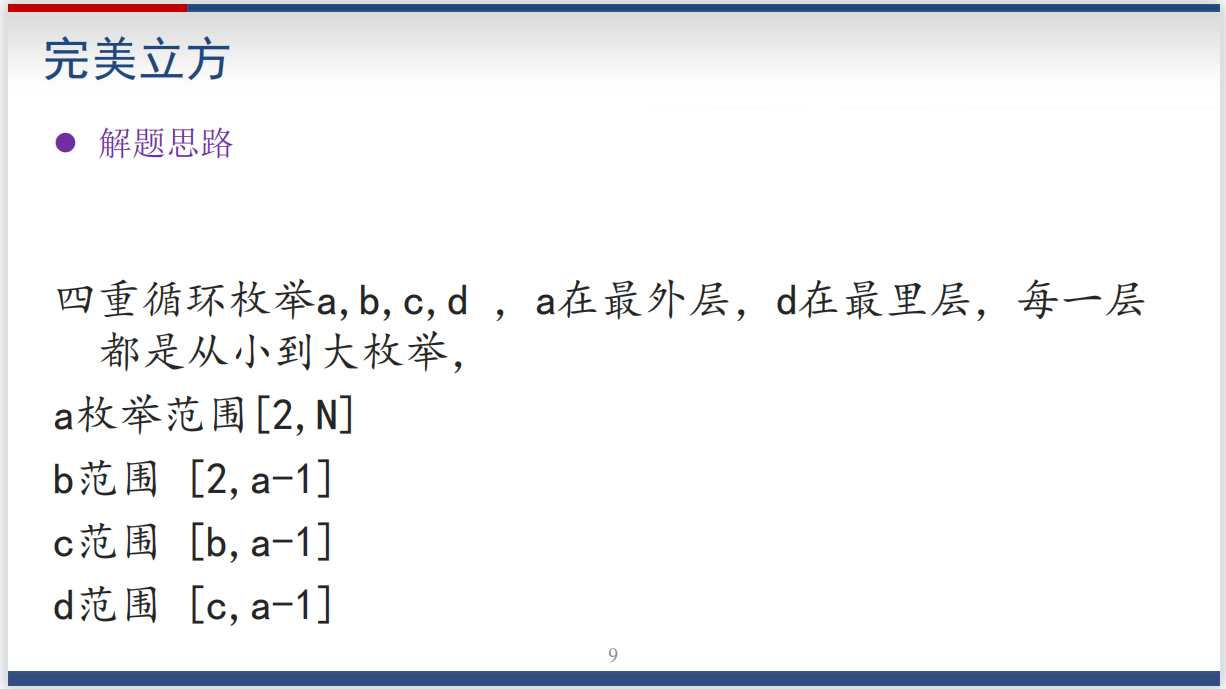 完美立方
解题思路
四重循环枚举a,b,c,d ，a在最外层，d在最里层，每一层
都是从小到大枚举，
a枚举范围[2,N]
b范围 [2,a-1]
c范围 [b,a-1]
d范围 [c,a-1]
9